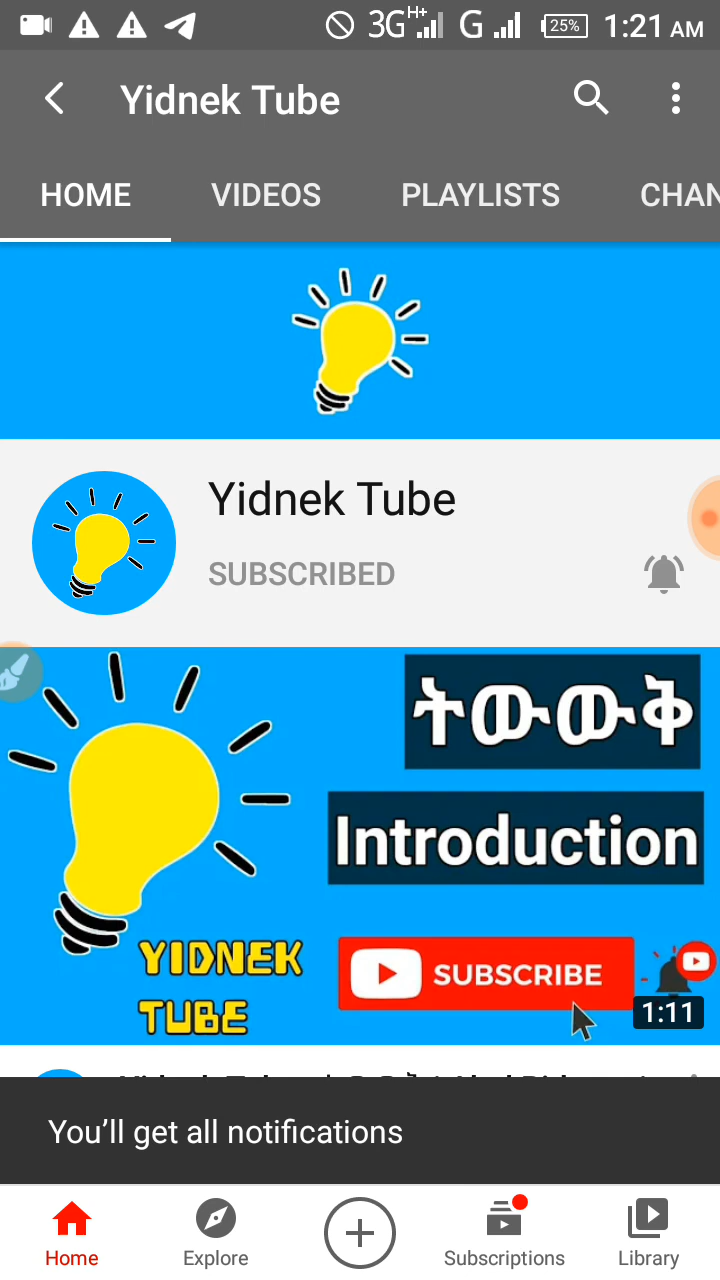 3G H+ G 25% 1:21 AM
Yidnek Tube
HOME VIDEOS PLAYLISTS CHAN
Yidnek Tube
SUBSCRIBED
ትውውቅ
Introduction
YIDNEK
TUBE
SUBSCRIBE
1:11
You’ll get all notifications
Home Explore Subscriptions Library